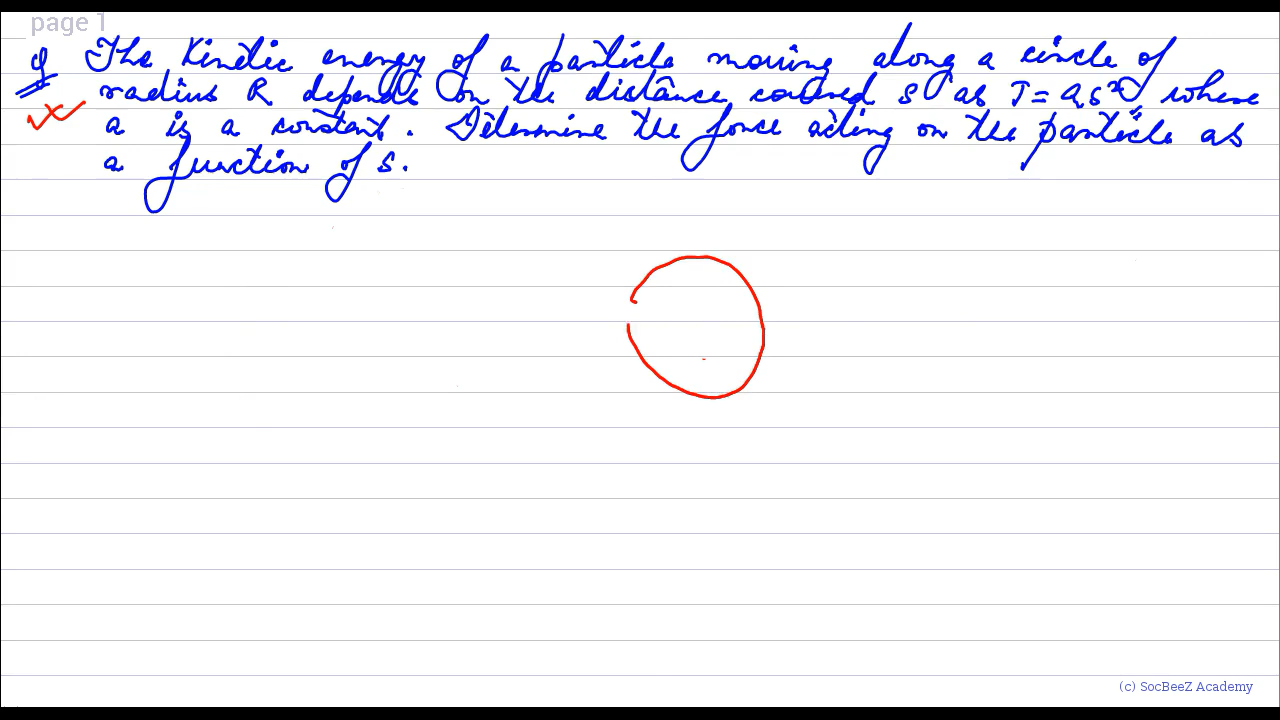 page 1
Q The Kinetic energy of a particle moving along a circle of
radius R depends on the distance covered s as T = as² where
a is a constant. Determine the force acting on the particle as
a function of s.
(c) SocBeeZ Academy